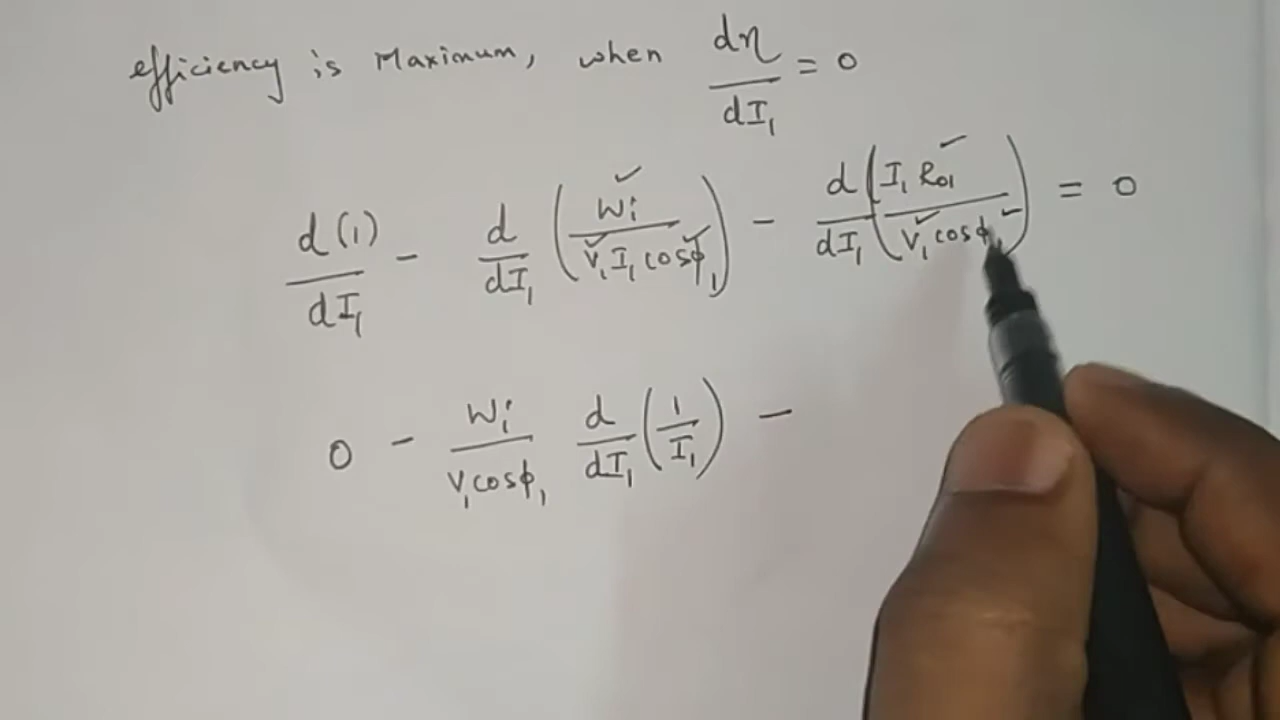 efficiency is Maximum, when dη/dI₁ = 0
d(1)/dI₁ - d/dI₁ (Wi/V₁I₁cosϕ₁) - d/dI₁ (I₁R₀₁/V₁cosϕ₁) = 0
0 - Wi/V₁cosϕ₁ d/dI₁ (1/I₁) -